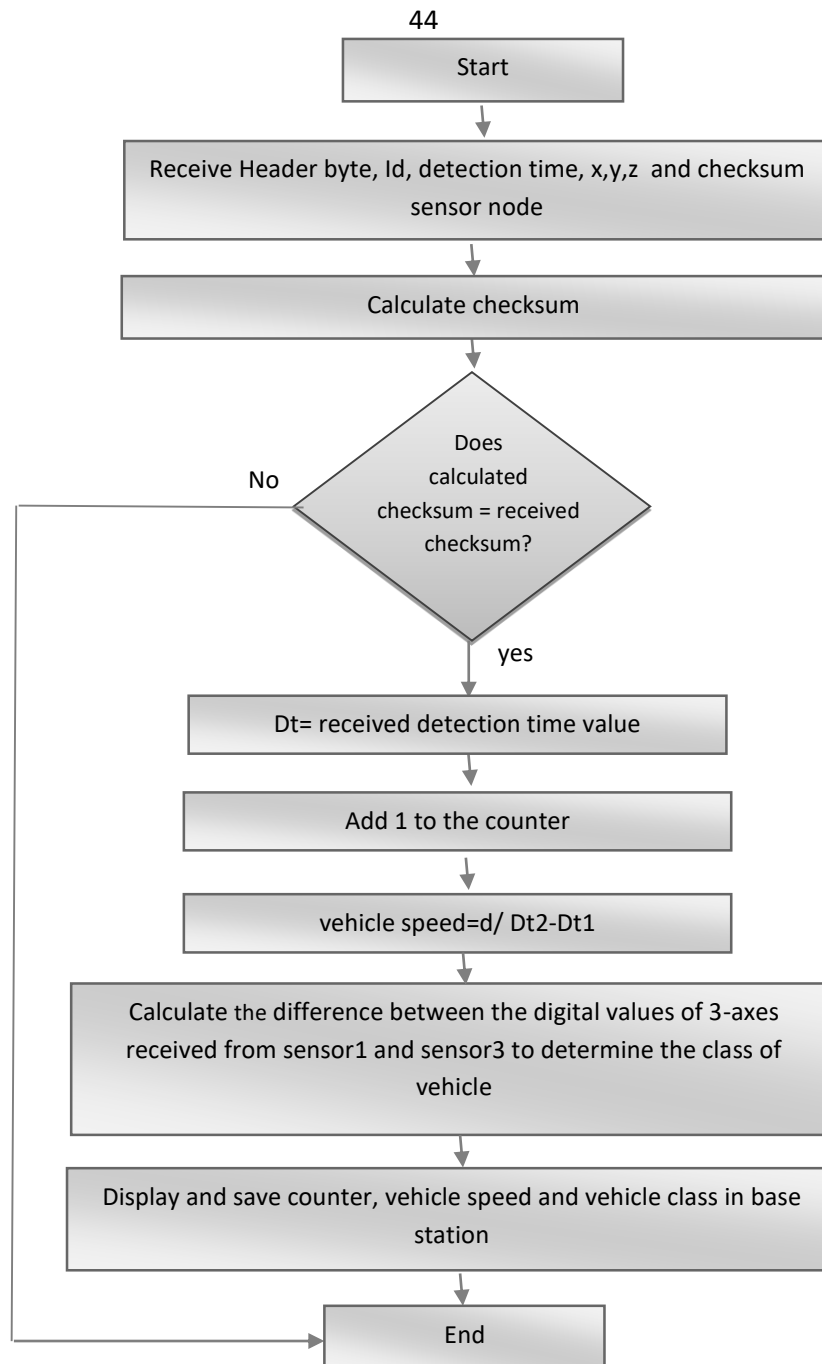 44
Start
Receive Header byte, Id, detection time, x,y,z and checksum
sensor node
Calculate checksum
Does
calculated
checksum = received
checksum?
No
yes
Dt= received detection time value
Add 1 to the counter
vehicle speed=d/ Dt2-Dt1
Calculate the difference between the digital values of 3-axes
received from sensor1 and sensor3 to determine the class of
vehicle
Display and save counter, vehicle speed and vehicle class in base
station
End